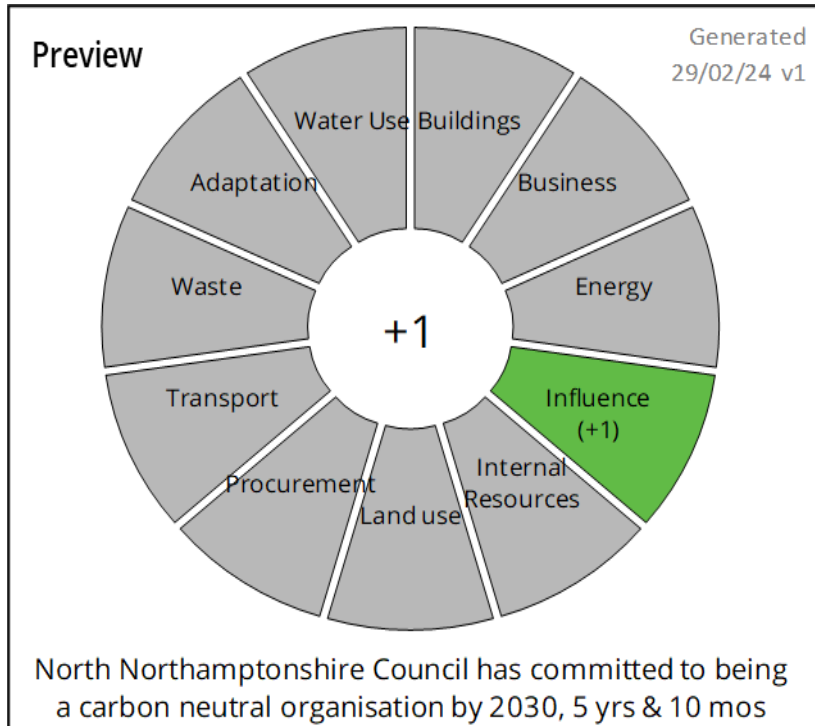 Preview
Generated
29/02/24 v1
Water Use
Buildings
Adaptation
Business
Waste
Energy
+1
Transport
Influence
(+1)
Procurement
Internal
Resources
Land use
North Northamptonshire Council has committed to being
a carbon neutral organisation by 2030, 5 yrs & 10 mos